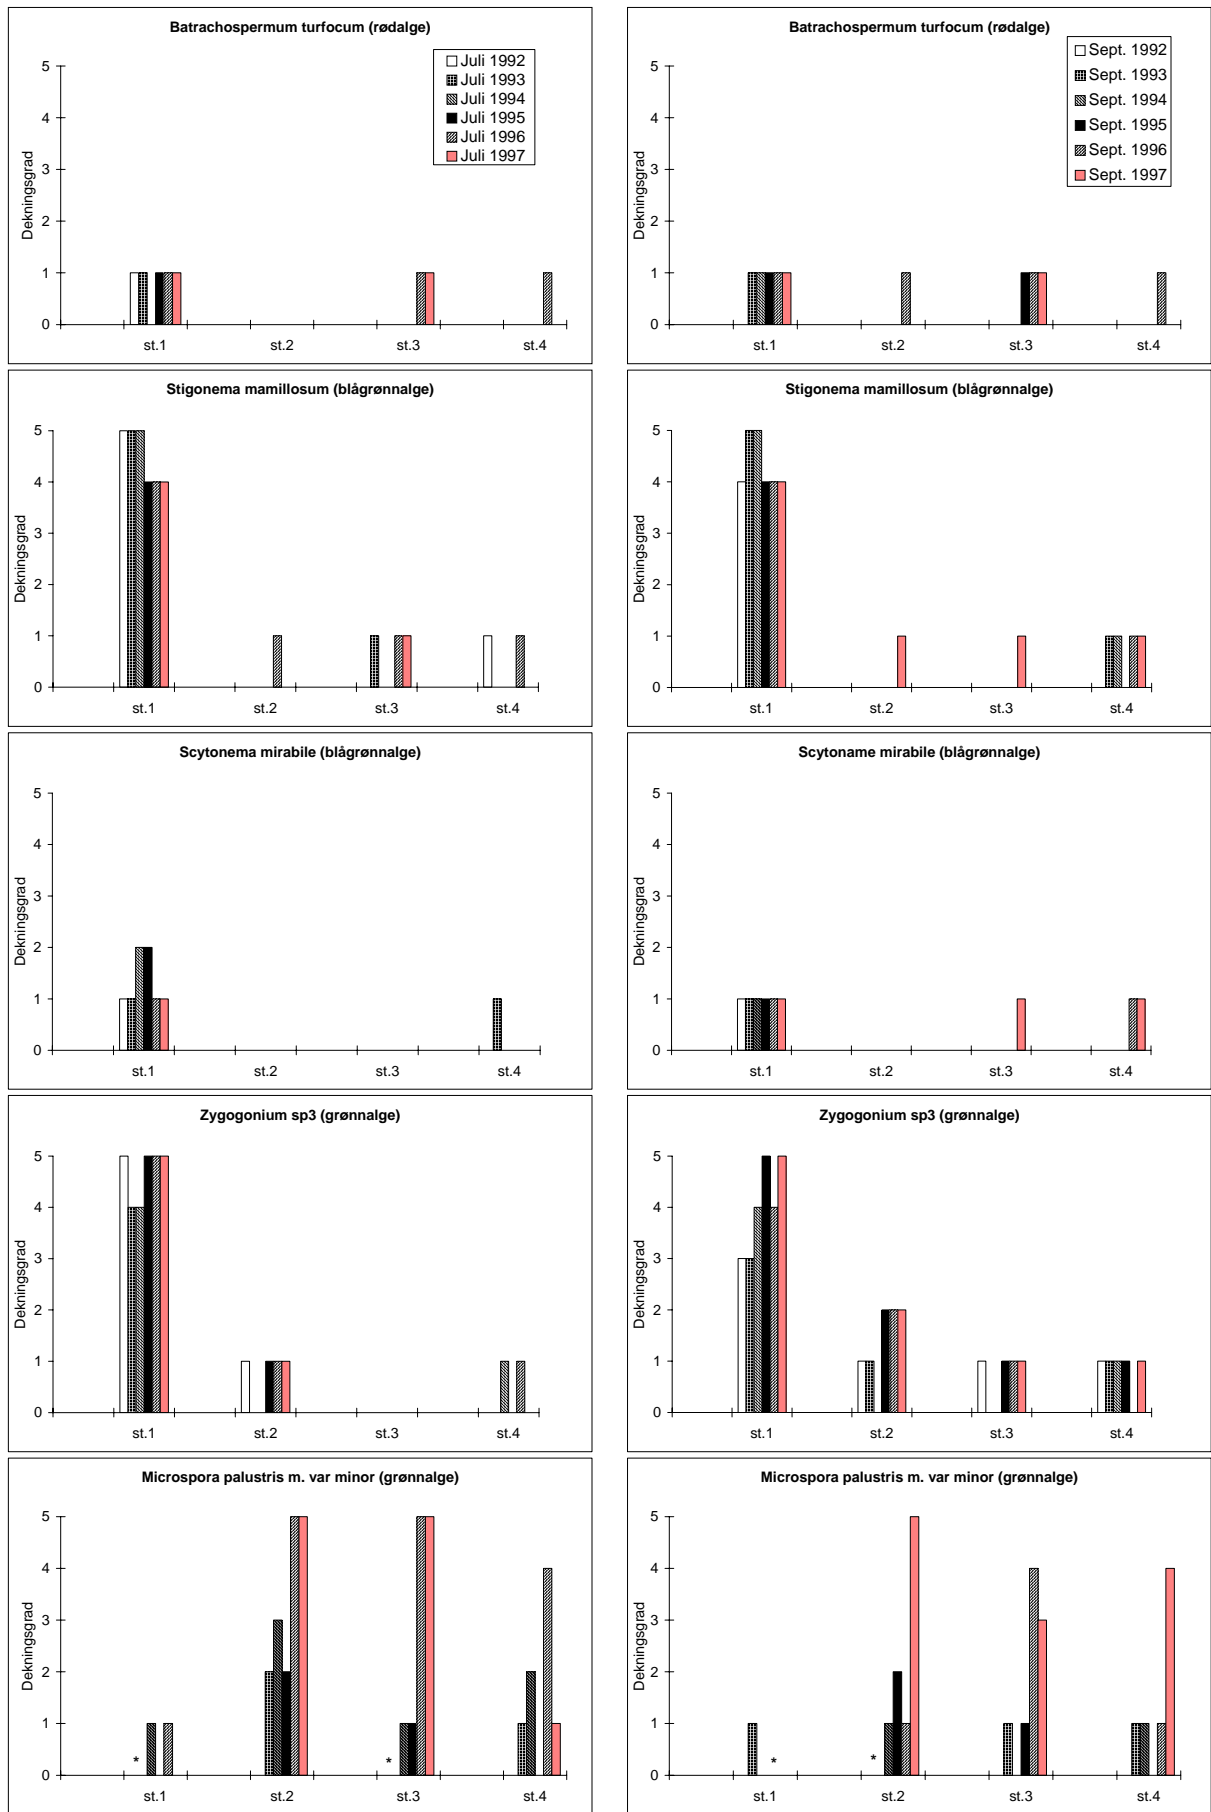 Batrachospermum turfocum (rødalge)
Dekningsgrad
5
4
3
2
1
0
Juli 1992
Juli 1993
Juli 1994
Juli 1995
Juli 1996
Juli 1997
st.1 st.2 st.3 st.4
Batrachospermum turfocum (rødalge)
Dekningsgrad
5
4
3
2
1
0
Sept. 1992
Sept. 1993
Sept. 1994
Sept. 1995
Sept. 1996
Sept. 1997
st.1 st.2 st.3 st.4
Stigonema mamillosum (blågrønnalge)
Dekningsgrad
5
4
3
2
1
0
st.1 st.2 st.3 st.4
Stigonema mamillosum (blågrønnalge)
Dekningsgrad
5
4
3
2
1
0
st.1 st.2 st.3 st.4
Scytonema mirabile (blågrønnalge)
Dekningsgrad
5
4
3
2
1
0
st.1 st.2 st.3 st.4
Scytoname mirabile (blågrønnalge)
Dekningsgrad
5
4
3
2
1
0
st.1 st.2 st.3 st.4
Zygogonium sp3 (grønnalge)
Dekningsgrad
5
4
3
2
1
0
st.1 st.2 st.3 st.4
Zygogonium sp3 (grønnalge)
Dekningsgrad
5
4
3
2
1
0
st.1 st.2 st.3 st.4
Microspora palustris m. var minor (grønnalge)
Dekningsgrad
5
4
3
2
1
0
* *
st.1 st.2 st.3 st.4
Microspora palustris m. var minor (grønnalge)
Dekningsgrad
5
4
3
2
1
0
* *
st.1 st.2 st.3 st.4